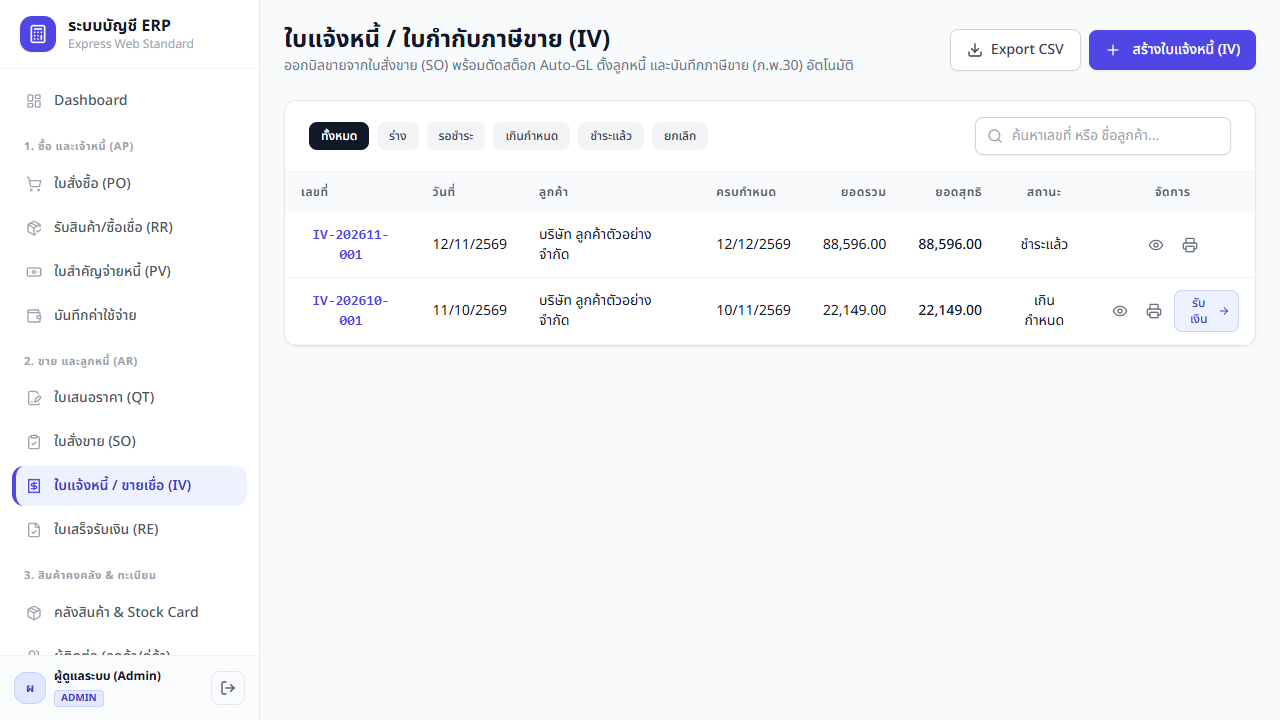 ระบบบัญชี ERP
Express Web Standard
Dashboard
1. ซื้อ และเจ้าหนี้ (AP)
ใบสั่งซื้อ (PO)
รับสินค้า/ซื้อเชื่อ (RR)
ใบสำคัญจ่ายหนี้ (PV)
บันทึกค่าใช้จ่าย
2. ขาย และลูกหนี้ (AR)
ใบเสนอราคา (QT)
ใบสั่งขาย (SO)
ใบแจ้งหนี้ / ขายเชื่อ (IV)
ใบเสร็จรับเงิน (RE)
3. สินค้าคงคลัง & ทะเบียน
คลังสินค้า & Stock Card
ผู้ดูแลระบบ (Admin)
ผ
ADMIN
ใบแจ้งหนี้ / ใบกำกับภาษีขาย (IV)
ออกบิลขายจากใบสั่งขาย (SO) พร้อมตัดสต็อก Auto-GL ตั้งลูกหนี้ และบันทึกภาษีขาย (ภ.พ.30) อัตโนมัติ
Export CSV
สร้างใบแจ้งหนี้ (IV)
ทั้งหมด ร่าง รอชำระ เกินกำหนด ชำระแล้ว ยกเลิก
ค้นหาเลขที่ หรือ ชื่อลูกค้า...
เลขที่ วันที่ ลูกค้า ครบกำหนด ยอดรวม ยอดสุทธิ สถานะ จัดการ
IV-202611-001 12/11/2569 บริษัท ลูกค้าตัวอย่าง จำกัด 12/12/2569 88,596.00 88,596.00 ชำระแล้ว
IV-202610-001 11/10/2569 บริษัท ลูกค้าตัวอย่าง จำกัด 10/11/2569 22,149.00 22,149.00 เกินกำหนด รับเงิน